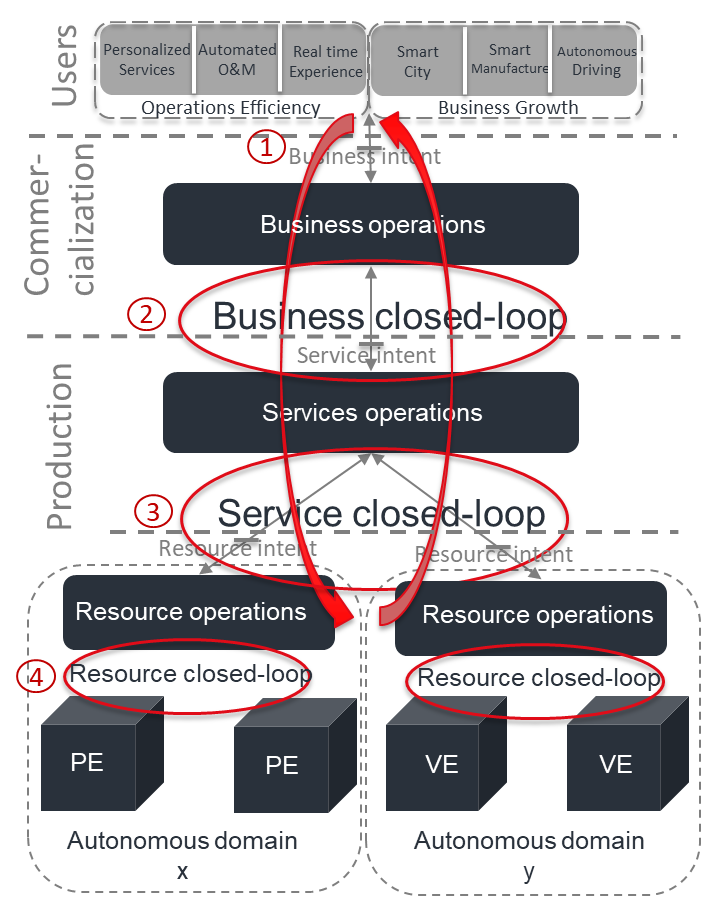 Users
Personalized
Services
Automated
O&M
Real time
Experience
Smart
City
Smart
Manufacture
Autonomous
Driving
Operations Efficiency
Business Growth
1
Business intent
Commer-
cialization
Business operations
2
Business closed-loop
Service intent
Production
Services operations
3
Service closed-loop
Resource intent
Resource intent
Resource operations
Resource operations
4
Resource closed-loop
Resource closed-loop
PE
PE
VE
VE
Autonomous domain
x
Autonomous domain
y